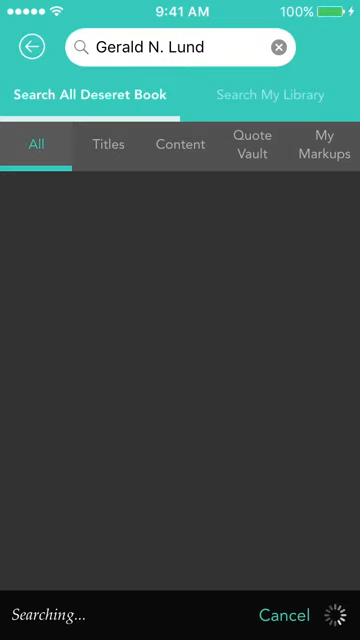 9:41 AM
100%
Gerald N. Lund
Search All Deseret Book
Search My Library
All
Titles
Content
Quote
Vault
My
Markups
Searching...
Cancel